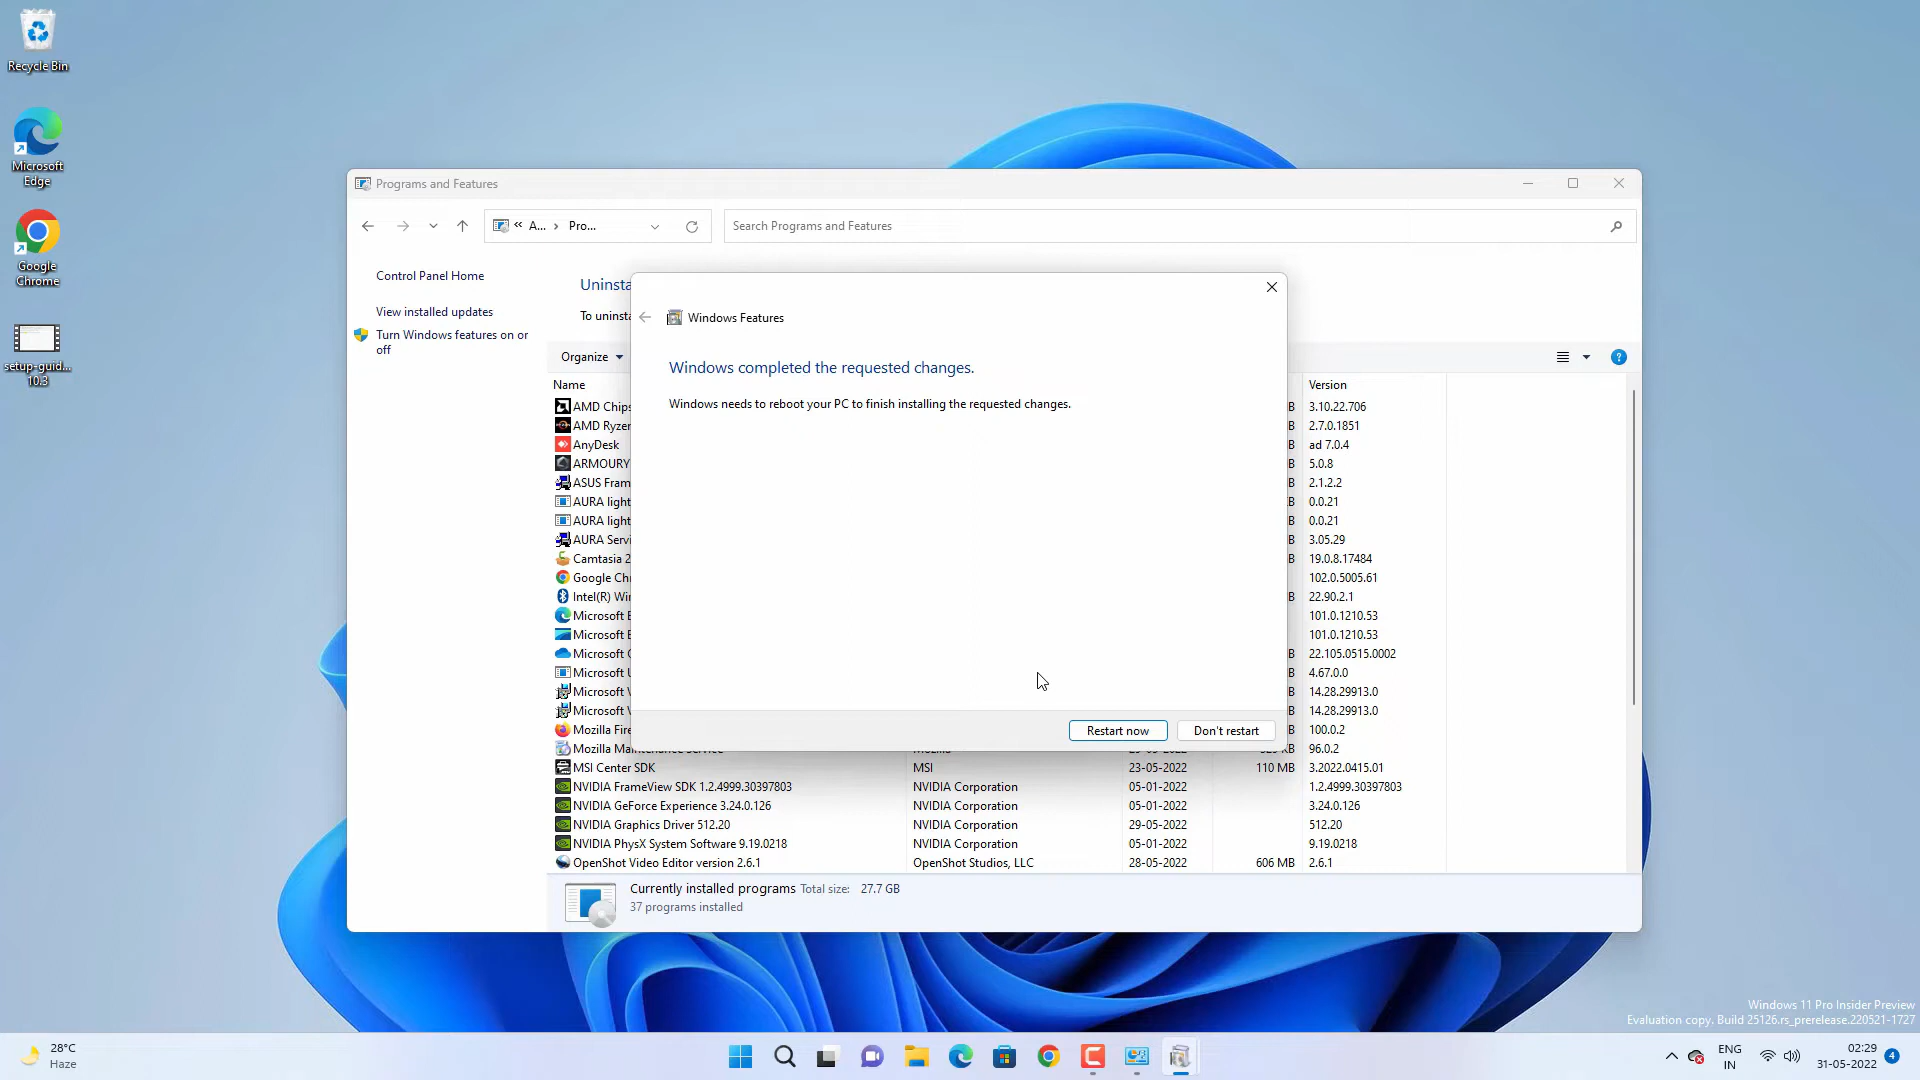 Recycle Bin
Microsoft
Edge
Google
Chrome
setup-guid...
10.3
Programs and Features
« A... › Pro...
Search Programs and Features
Control Panel Home
View installed updates
Turn Windows features on or
off
Uninsta
To uninsta
Organize
Windows Features
Windows completed the requested changes.
Windows needs to reboot your PC to finish installing the requested changes.
Restart now
Don't restart
Name
Version
AMD Chips
B 3.10.22.706
AMD Ryzer
B 2.7.0.1851
AnyDesk
B ad 7.0.4
ARMOURY
B 5.0.8
ASUS Fram
B 2.1.2.2
AURA light
B 0.0.21
AURA light
B 0.0.21
AURA Servi
B 3.05.29
Camtasia 2
B 19.0.8.17484
Google Chr
102.0.5005.61
Intel(R) Wir
B 22.90.2.1
Microsoft E
101.0.1210.53
Microsoft E
101.0.1210.53
Microsoft
B 22.105.0515.0002
Microsoft U
B 4.67.0.0
Microsoft V
B 14.28.29913.0
Microsoft V
B 14.28.29913.0
Mozilla Fire
B 100.0.2
Mozilla Maintenance Service Mozilla KB 96.0.2
MSI Center SDK MSI 23-05-2022 110 MB 3.2022.0415.01
NVIDIA FrameView SDK 1.2.4999.30397803 NVIDIA Corporation 05-01-2022 1.2.4999.30397803
NVIDIA GeForce Experience 3.24.0.126 NVIDIA Corporation 05-01-2022 3.24.0.126
NVIDIA Graphics Driver 512.20 NVIDIA Corporation 29-05-2022 512.20
NVIDIA PhysX System Software 9.19.0218 NVIDIA Corporation 05-01-2022 9.19.0218
OpenShot Video Editor version 2.6.1 OpenShot Studios, LLC 28-05-2022 606 MB 2.6.1
Currently installed programs Total size: 27.7 GB
37 programs installed
Windows 11 Pro Insider Preview
Evaluation copy. Build 25126.rs_prerelease.220521-1727
28°C
Haze
ENG
IN
02:29
31-05-2022
4